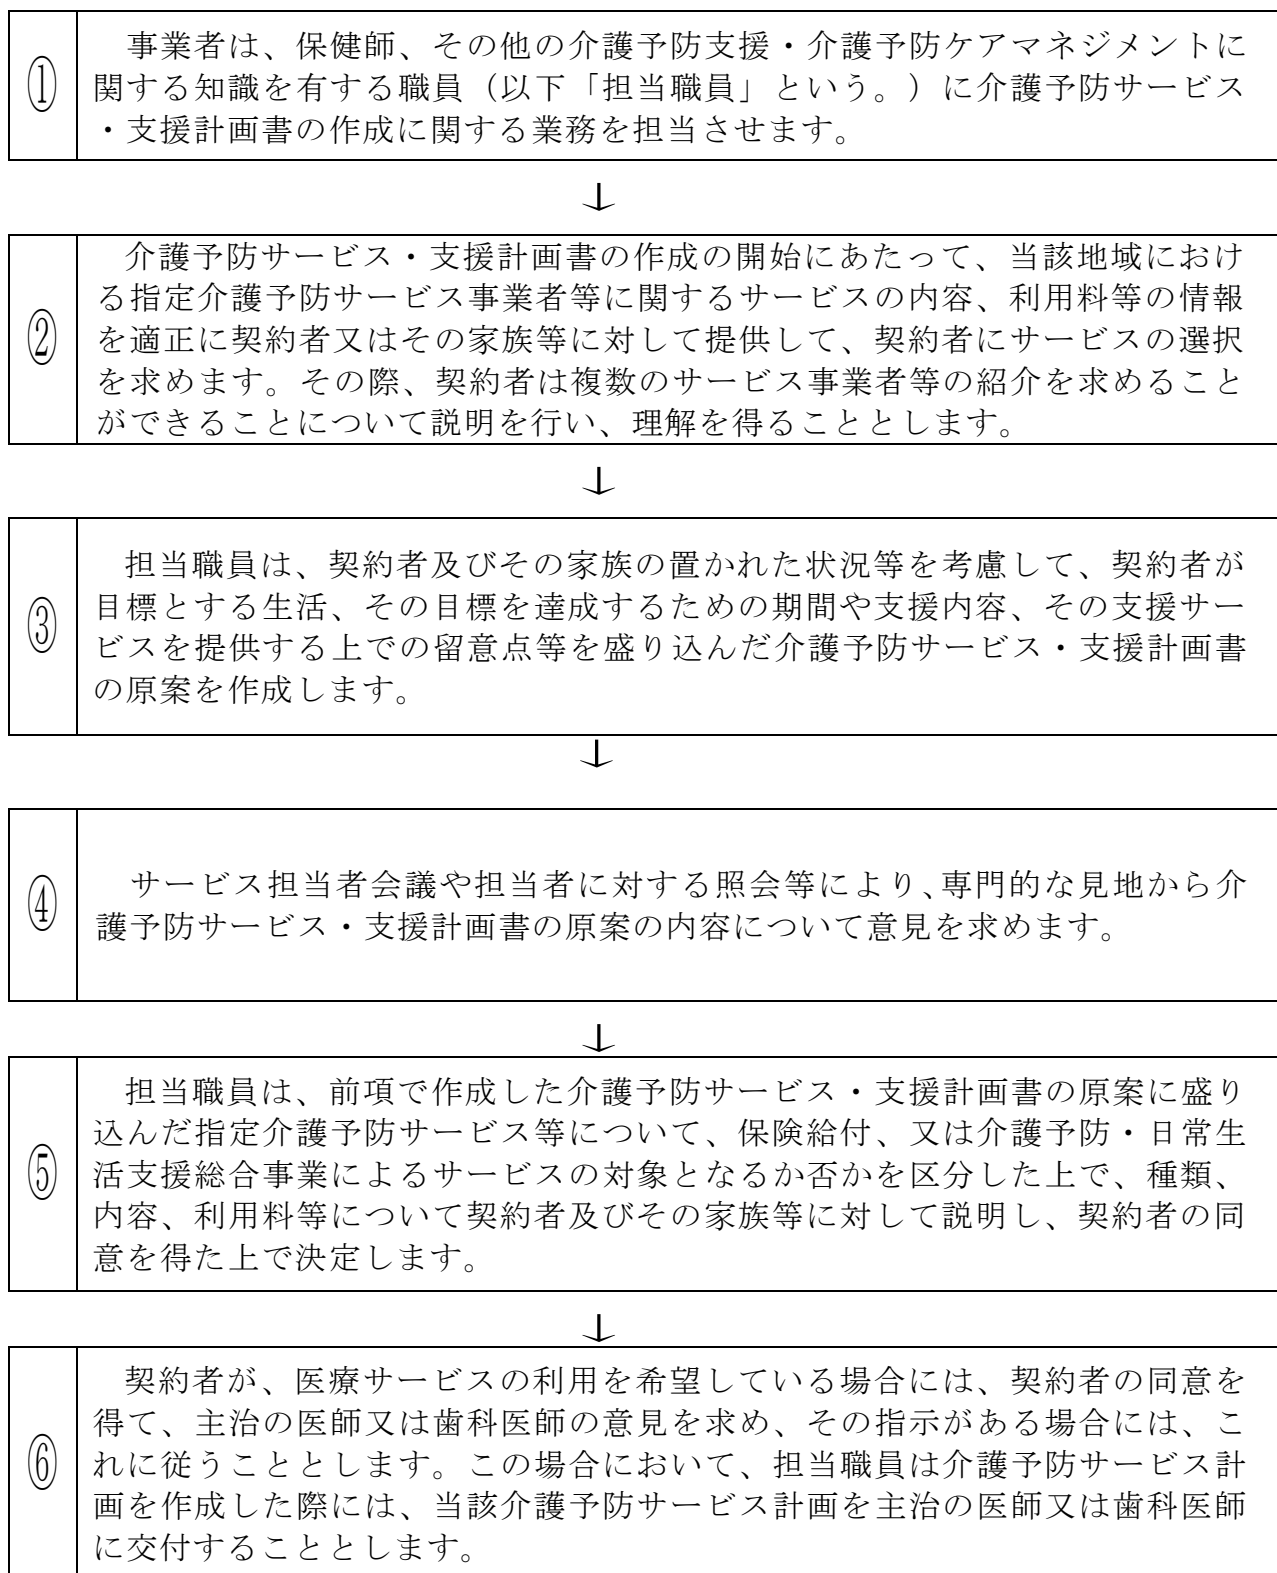 ①
事業者は、保健師、その他の介護予防支援・介護予防ケアマネジメントに
関する知識を有する職員（以下「担当職員」という。）に介護予防サービス
・支援計画書の作成に関する業務を担当させます。
↓
②
介護予防サービス・支援計画書の作成の開始にあたって、当該地域におけ
る指定介護予防サービス事業者等に関するサービスの内容、利用料等の情報
を適正に契約者又はその家族等に対して提供して、契約者にサービスの選択
を求めます。その際、契約者は複数のサービス事業者等の紹介を求めること
ができることについて説明を行い、理解を得ることとします。
↓
③
担当職員は、契約者及びその家族の置かれた状況等を考慮して、契約者が
目標とする生活、その目標を達成するための期間や支援内容、その支援サー
ビスを提供する上での留意点等を盛り込んだ介護予防サービス・支援計画書
の原案を作成します。
↓
④
サービス担当者会議や担当者に対する照会等により、専門的な見地から介
護予防サービス・支援計画書の原案の内容について意見を求めます。
↓
⑤
担当職員は、前項で作成した介護予防サービス・支援計画書の原案に盛り
込んだ指定介護予防サービス等について、保険給付、又は介護予防・日常生
活支援総合事業によるサービスの対象となるか否かを区分した上で、種類、
内容、利用料等について契約者及びその家族等に対して説明し、契約者の同
意を得た上で決定します。
↓
⑥
契約者が、医療サービスの利用を希望している場合には、契約者の同意を
得て、主治の医師又は歯科医師の意見を求め、その指示がある場合には、こ
れに従うこととします。この場合において、担当職員は介護予防サービス計
画を作成した際には、当該介護予防サービス計画を主治の医師又は歯科医師
に交付することとします。